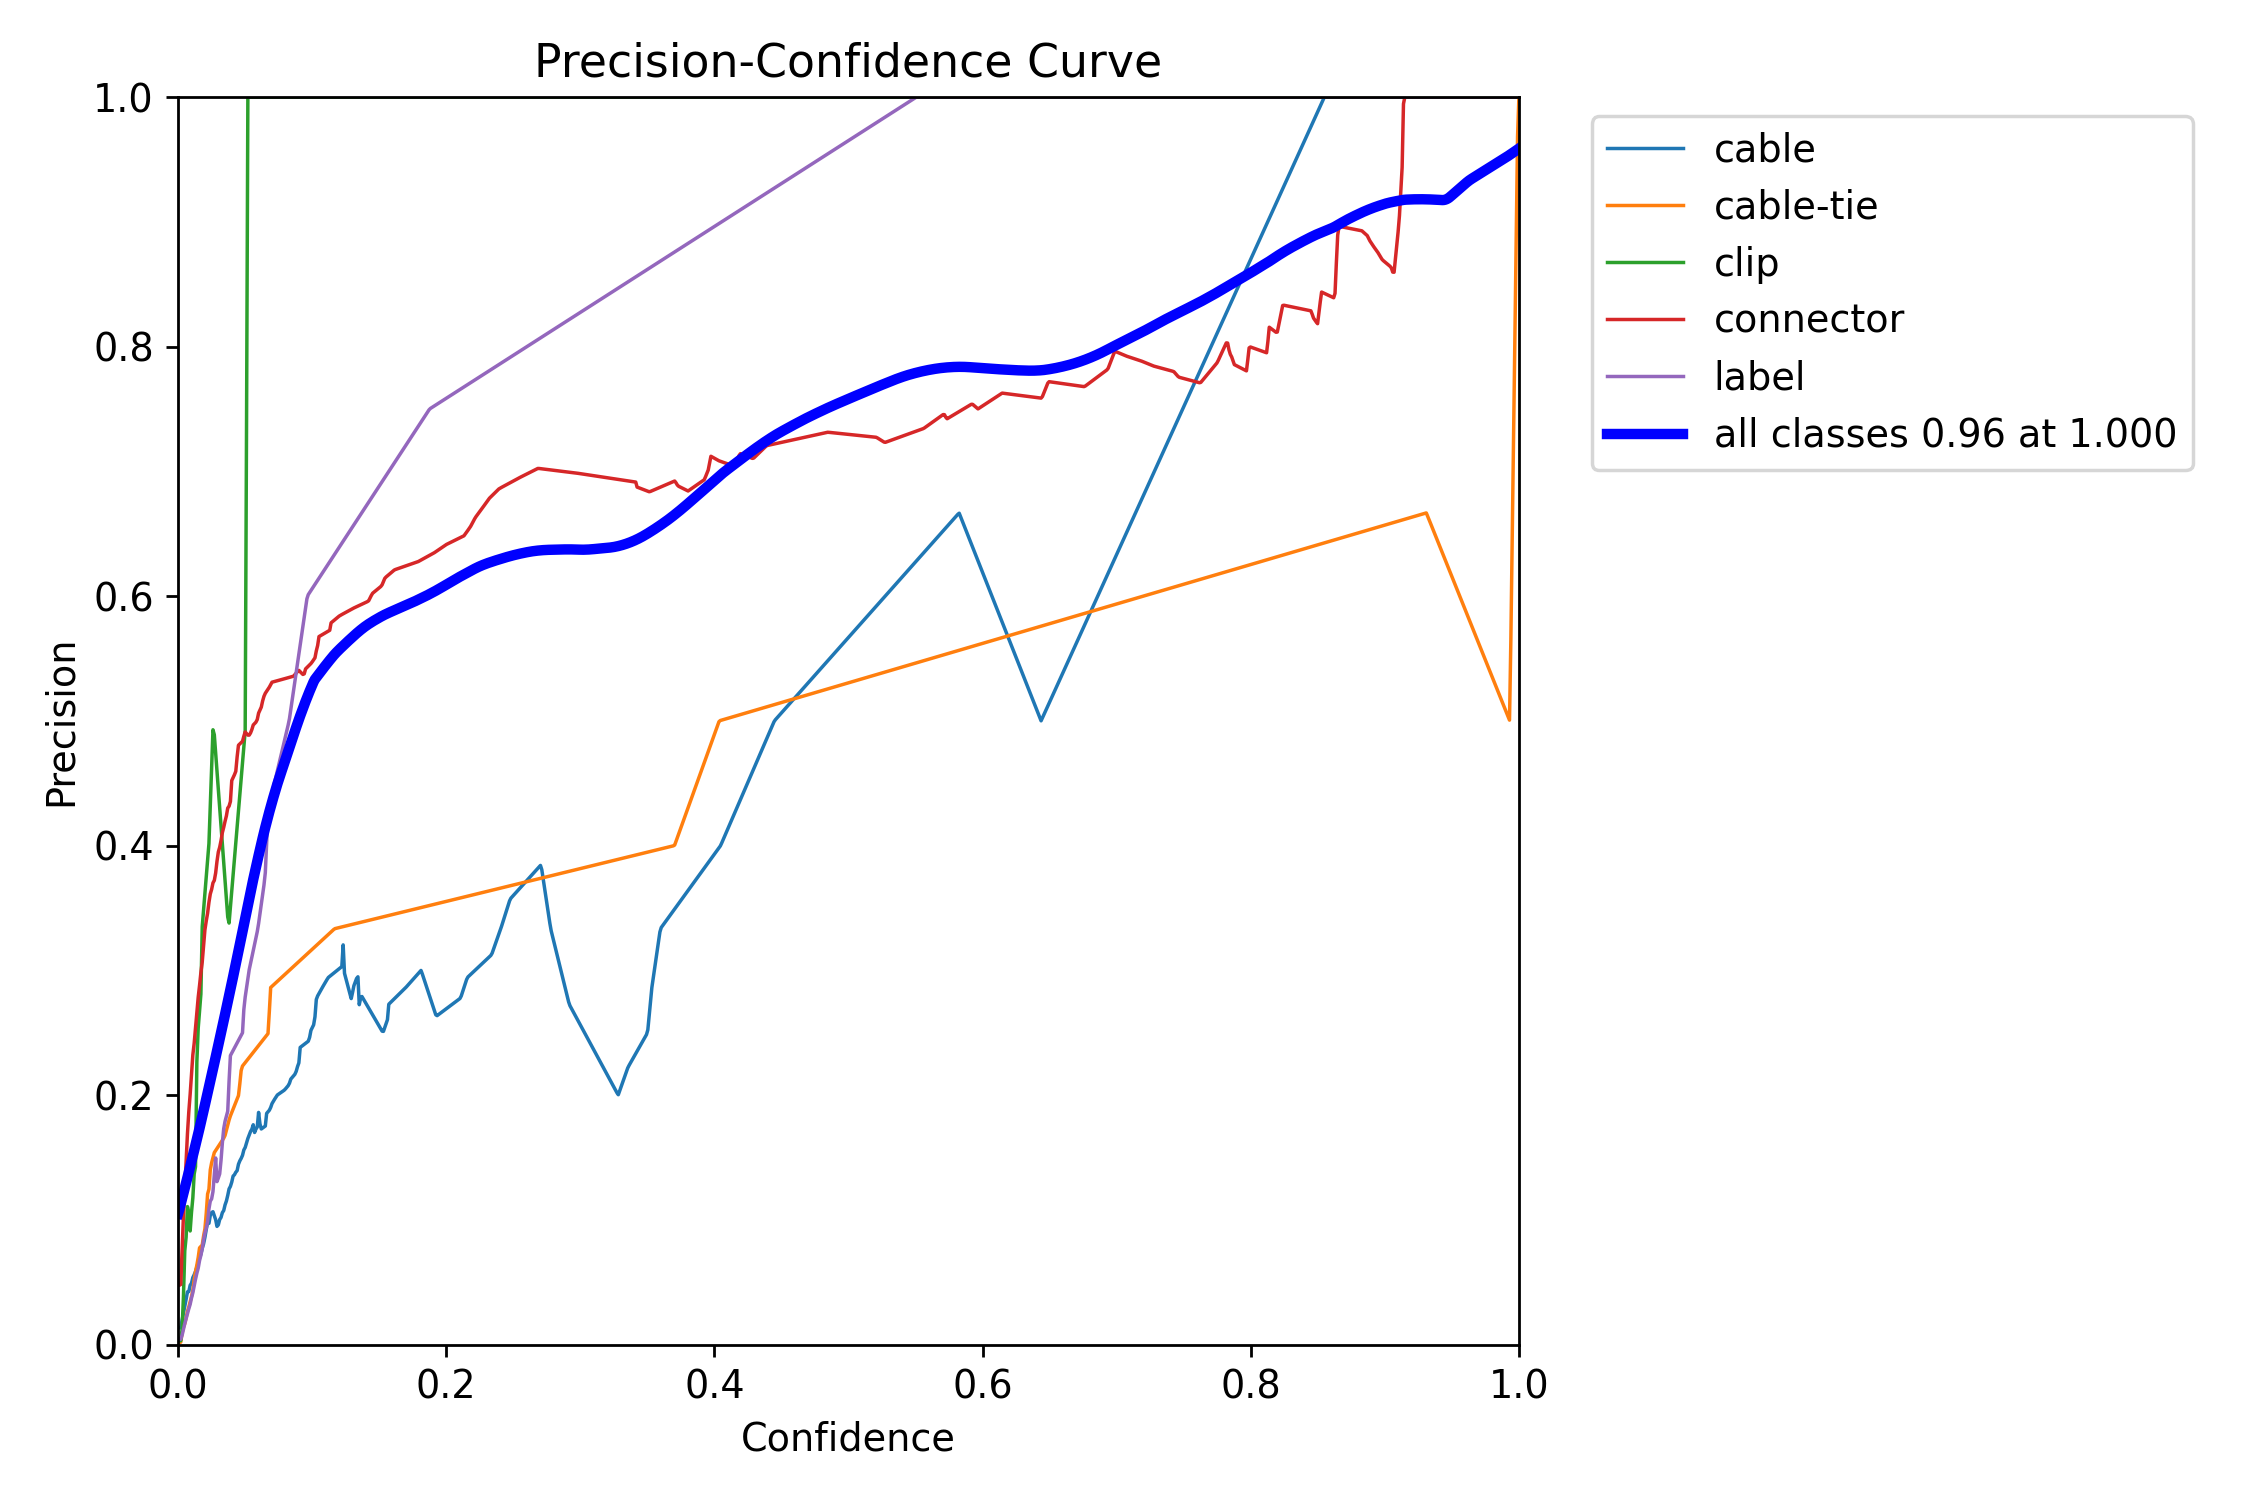 Precision-Confidence Curve
1.0
0.8
0.6
0.4
0.2
0.0
Precision
0.0 0.2 0.4 0.6 0.8 1.0
Confidence
cable
cable-tie
clip
connector
label
all classes 0.96 at 1.000